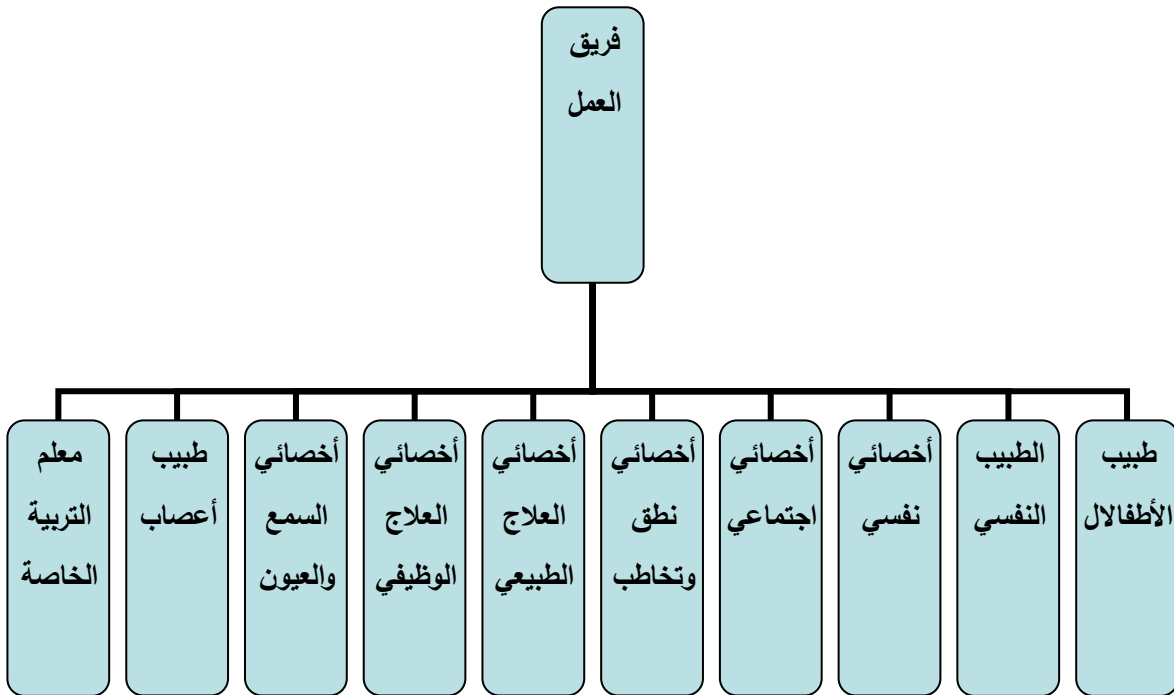 فريق
العمل
طبيب
الأطفالال
الطبيب
النفسي
أخصائي
نفسي
أخصائي
اجتماعي
أخصائي
نطق
وتخاطب
أخصائي
العلاج
الطبيعي
أخصائي
العلاج
الوظيفي
أخصائي
السمع
والعيون
طبيب
أعصاب
معلم
التربية
الخاصة